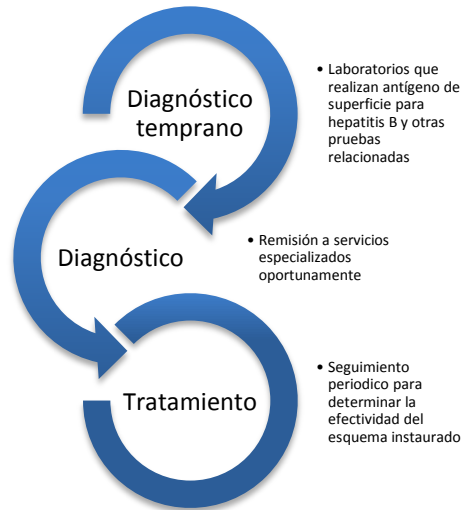 Diagnóstico
temprano
• Laboratorios que
realizan antígeno de
superficie para
hepatitis B y otras
pruebas
relacionadas
Diagnóstico
• Remisión a servicios
especializados
oportunamente
Tratamiento
• Seguimiento
periodico para
determinar la
efectividad del
esquema instaurado